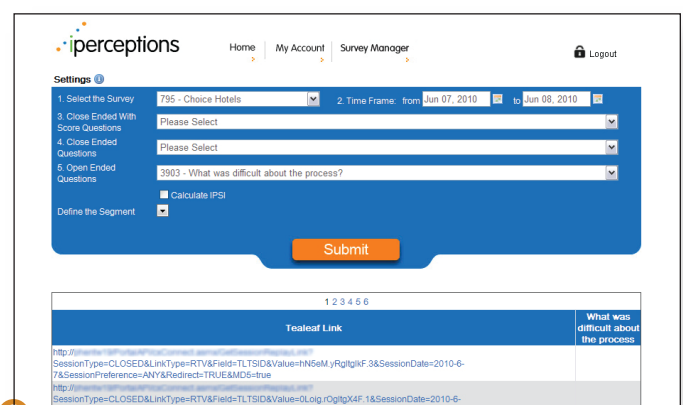 iperceptions
Home My Account Survey Manager
Logout
Settings
1. Select the Survey 795 - Choice Hotels 2. Time Frame: from Jun 07, 2010 to Jun 08, 2010
3. Close Ended With
Score Questions
Please Select
4. Close Ended
Questions
Please Select
5. Open Ended
Questions
3903 - What was difficult about the process?
Calculate IPSI
Define the Segment
Submit
1 2 3 4 5 6
Tealeaf Link
What was
difficult about
the process
http://
SessionType=CLOSED&LinkType=RTV&Field=TLTSID&Value=hN5eM.yRgltglkF.3&SessionDate=2010-6-
7&SessionPreference=ANY&Redirect=TRUE&MD5=true
http://
SessionType=CLOSED&LinkType=RTV&Field=TLTSID&Value=0Loig.rOgltgX4F.1&SessionDate=2010-6-